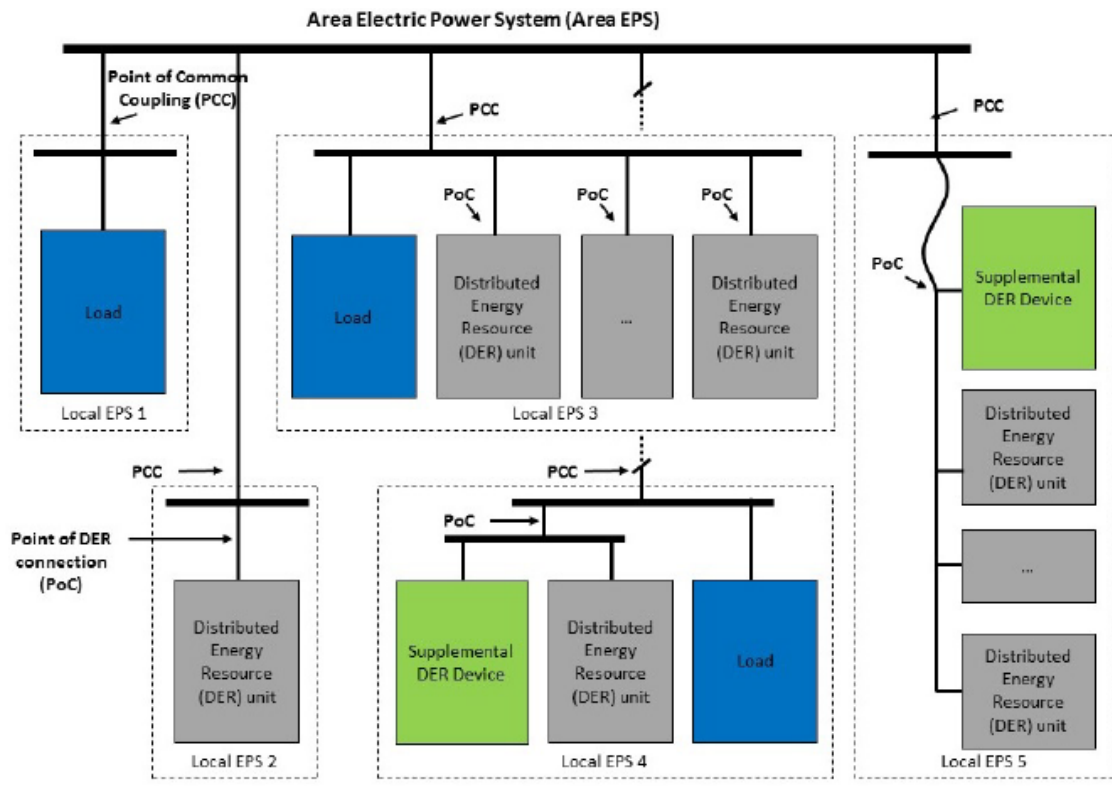 Area Electric Power System (Area EPS)
Point of Common
Coupling (PCC)
PCC
PCC
Load
Local EPS 1
PoC
PoC
PoC
Load
Distributed
Energy
Resource
(DER) unit
...
Distributed
Energy
Resource
(DER) unit
Local EPS 3
PoC
Supplemental
DER Device
Distributed
Energy
Resource
(DER) unit
...
Distributed
Energy
Resource
(DER) unit
Local EPS 5
PCC
Point of DER
connection
(PoC)
Distributed
Energy
Resource
(DER) unit
Local EPS 2
PCC
PoC
Supplemental
DER Device
Distributed
Energy
Resource
(DER) unit
Load
Local EPS 4